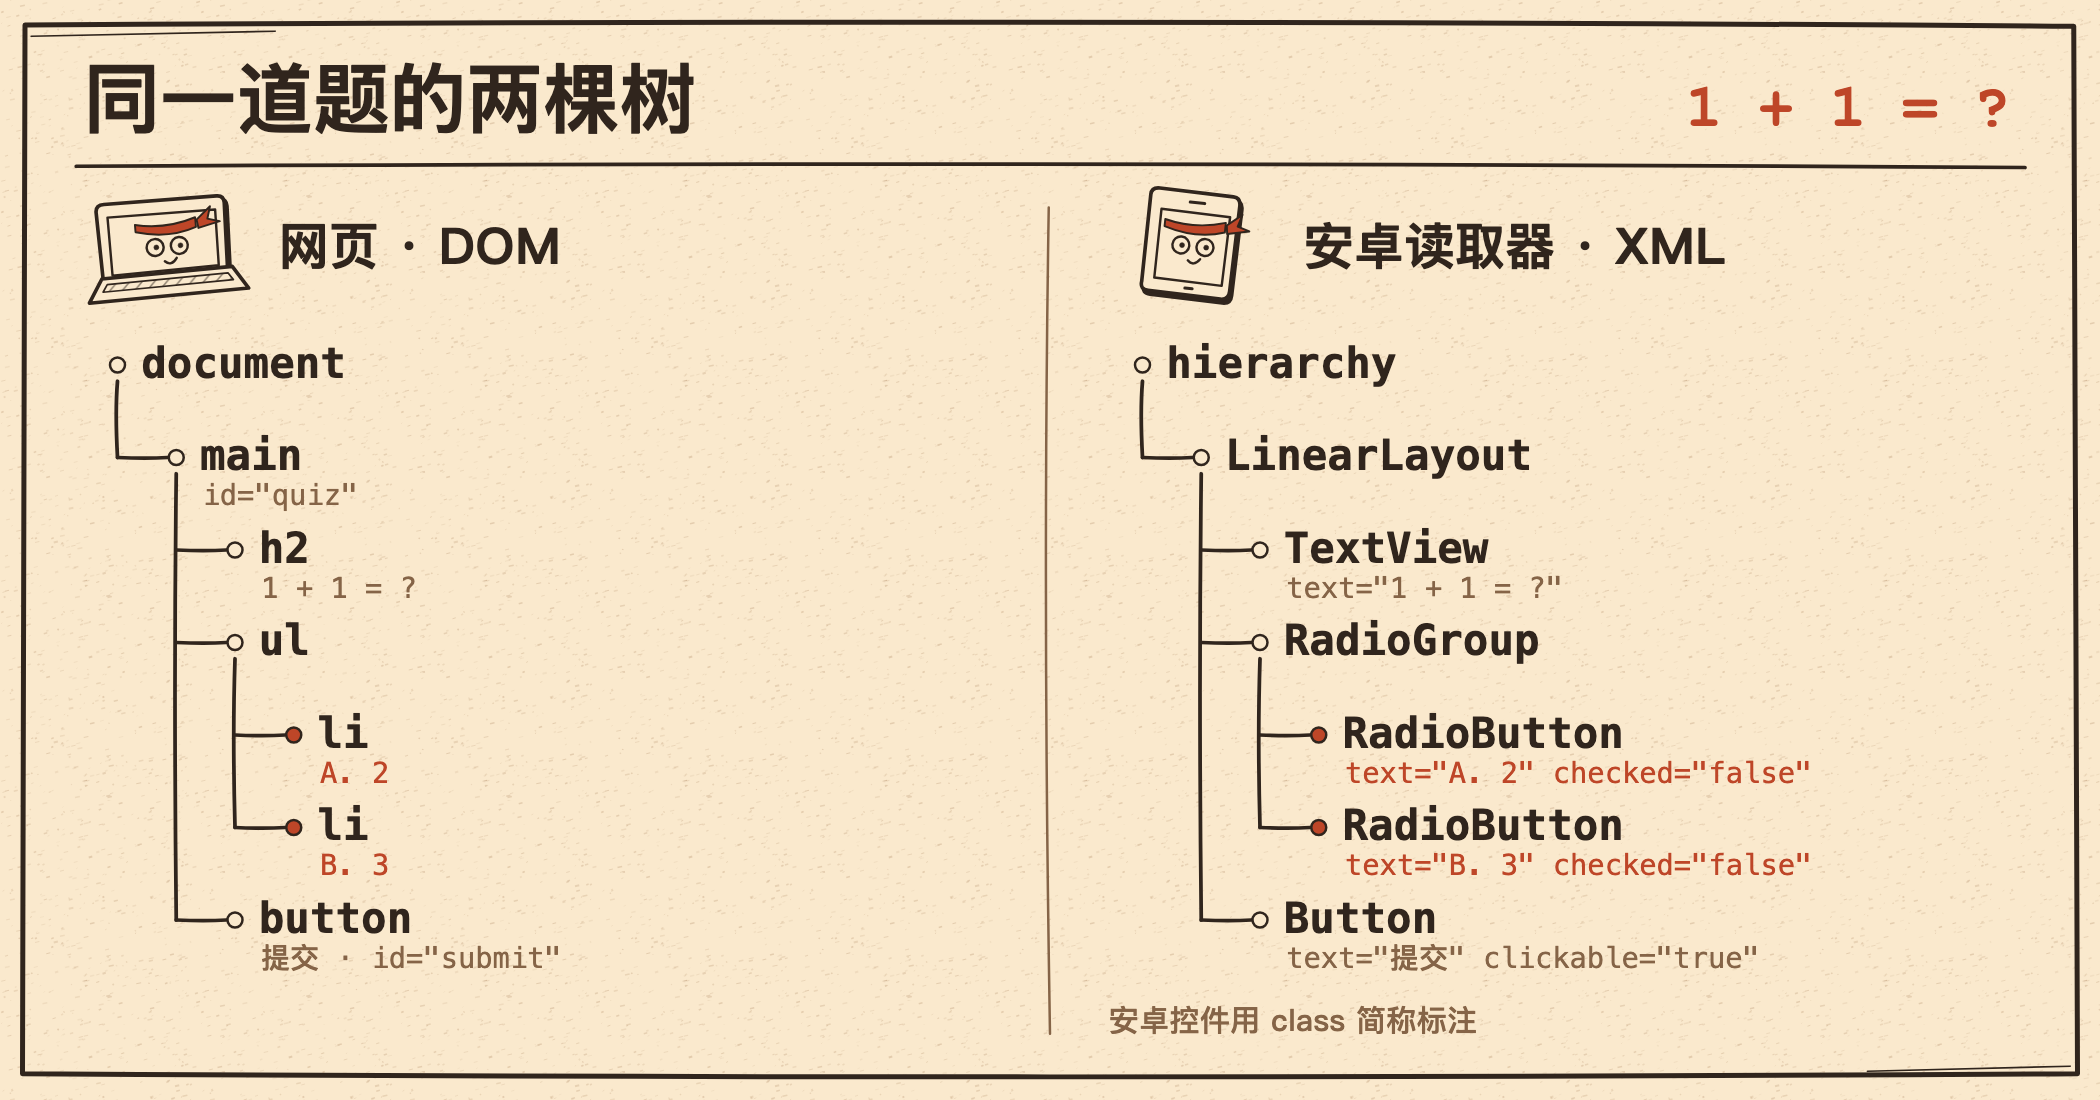 同一道题的两棵树
1 + 1 = ?
网页 · DOM
document
main
id="quiz"
h2
1 + 1 = ?
ul
li
A. 2
li
B. 3
button
提交 · id="submit"
安卓读取器 · XML
hierarchy
LinearLayout
TextView
text="1 + 1 = ?"
RadioGroup
RadioButton
text="A. 2" checked="false"
RadioButton
text="B. 3" checked="false"
Button
text="提交" clickable="true"
安卓控件用 class 简称标注